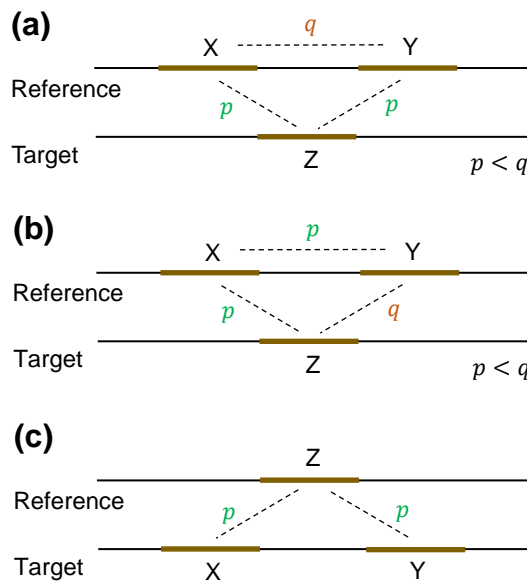 (a)
q
X Y
Reference
p p
Target
Z
p < q
(b)
p
X Y
Reference
p q
Target
Z
p < q
(c)
Z
Reference
p p
Target
X Y